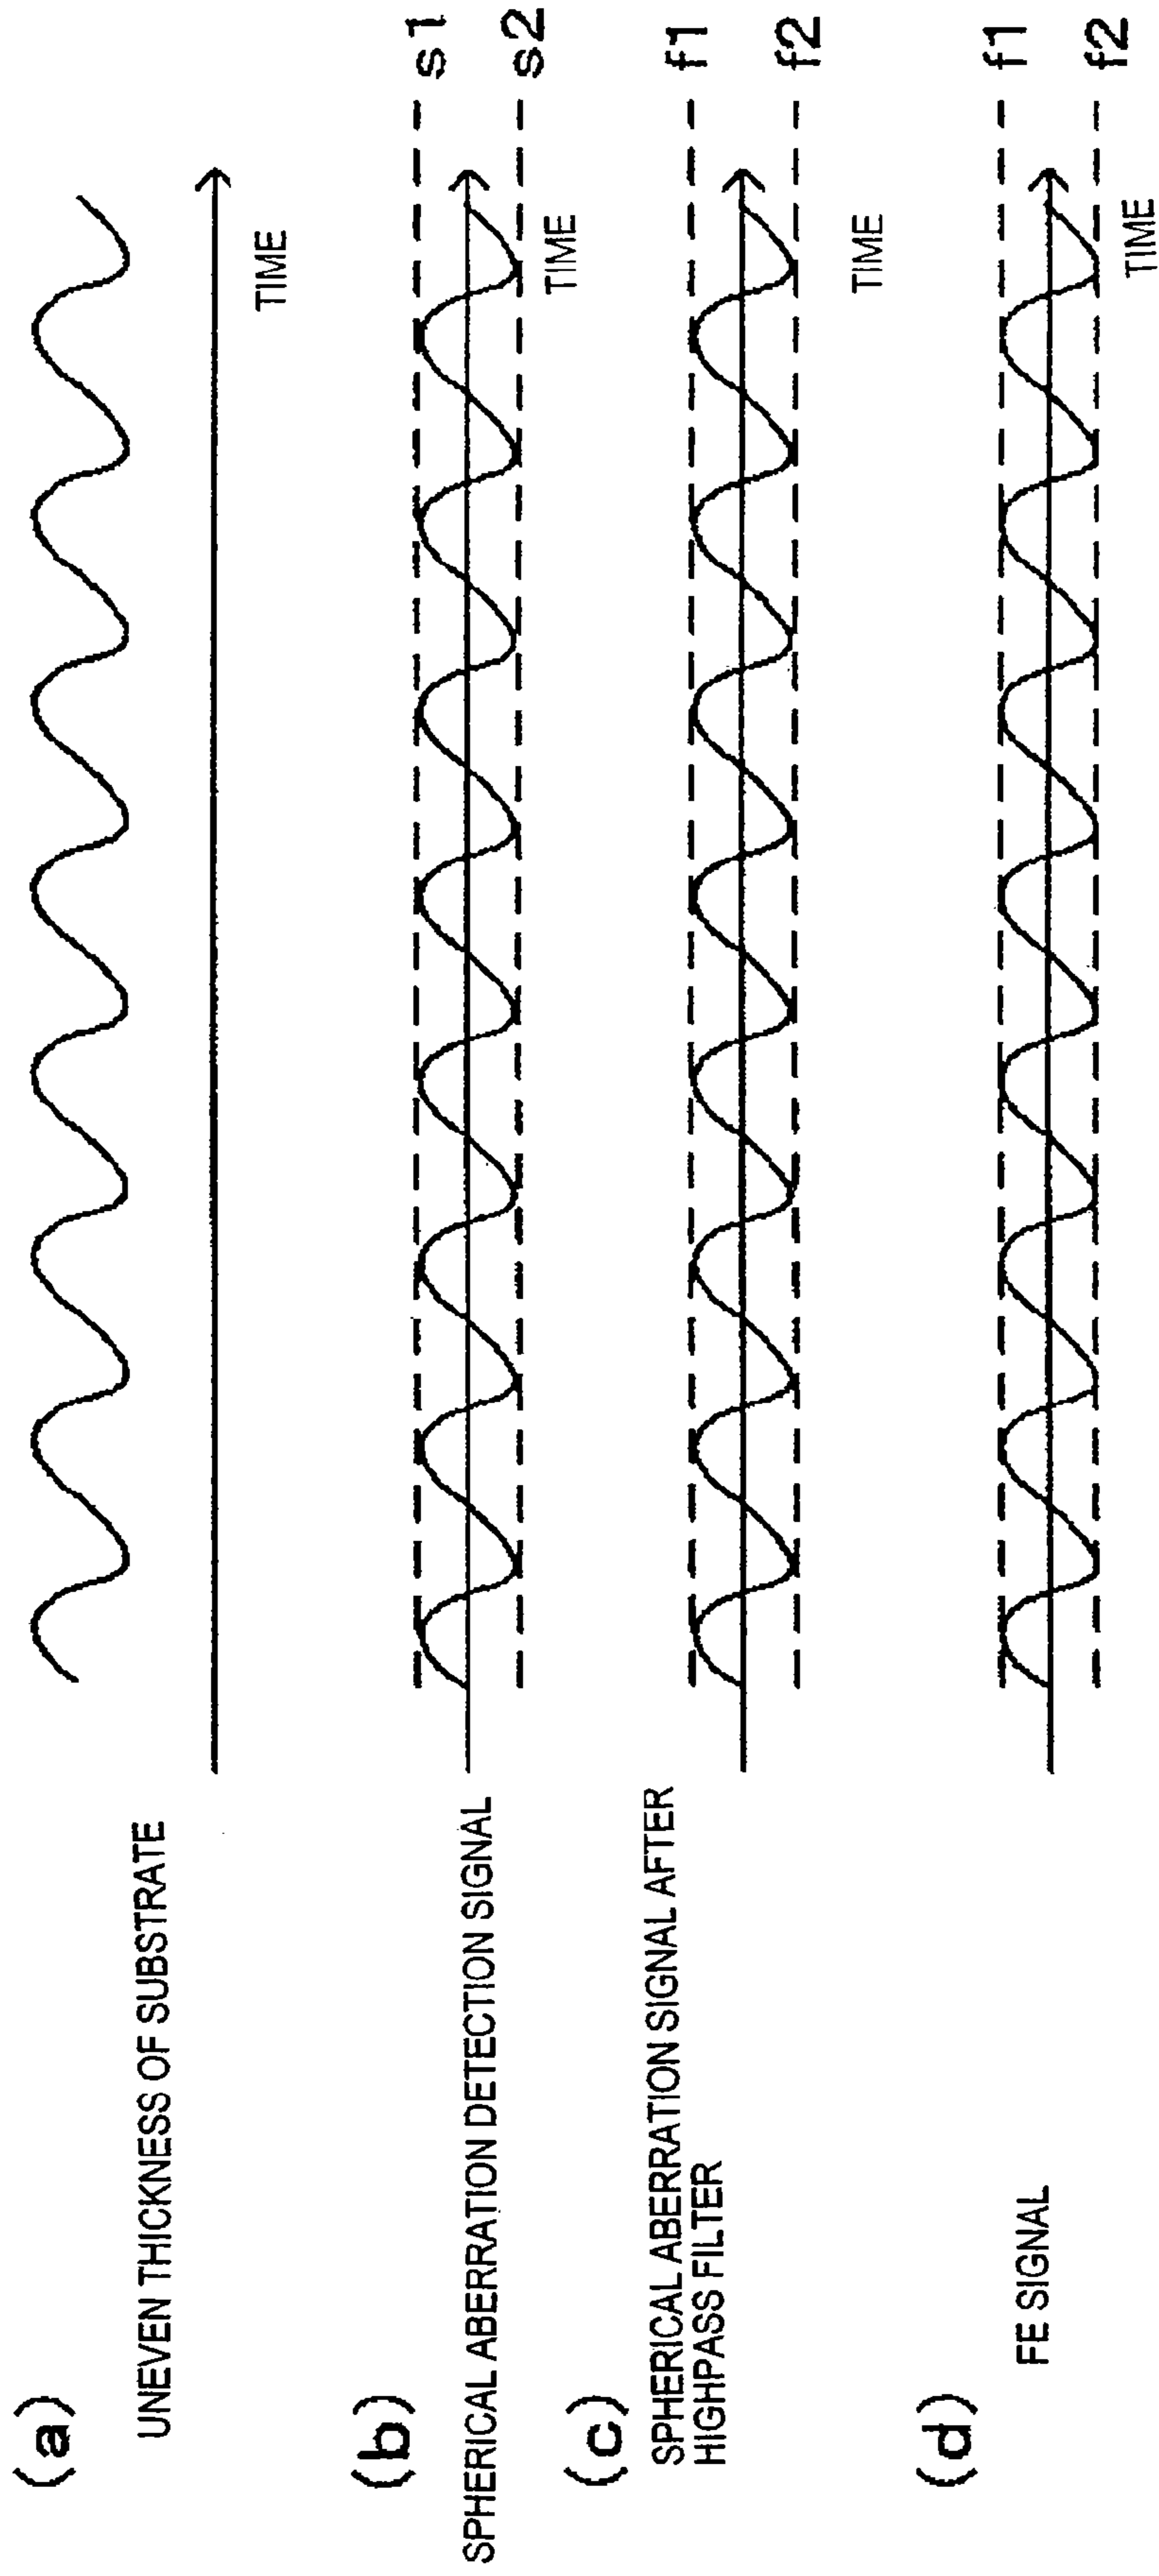 (a)
UNEVEN THICKNESS OF SUBSTRATE
TIME
(b)
SPHERICAL ABERRATION DETECTION SIGNAL
s1
s2
TIME
(c)
SPHERICAL ABERRATION SIGNAL AFTER
HIGHPASS FILTER
f1
f2
TIME
(d)
FE SIGNAL
f1
f2
TIME